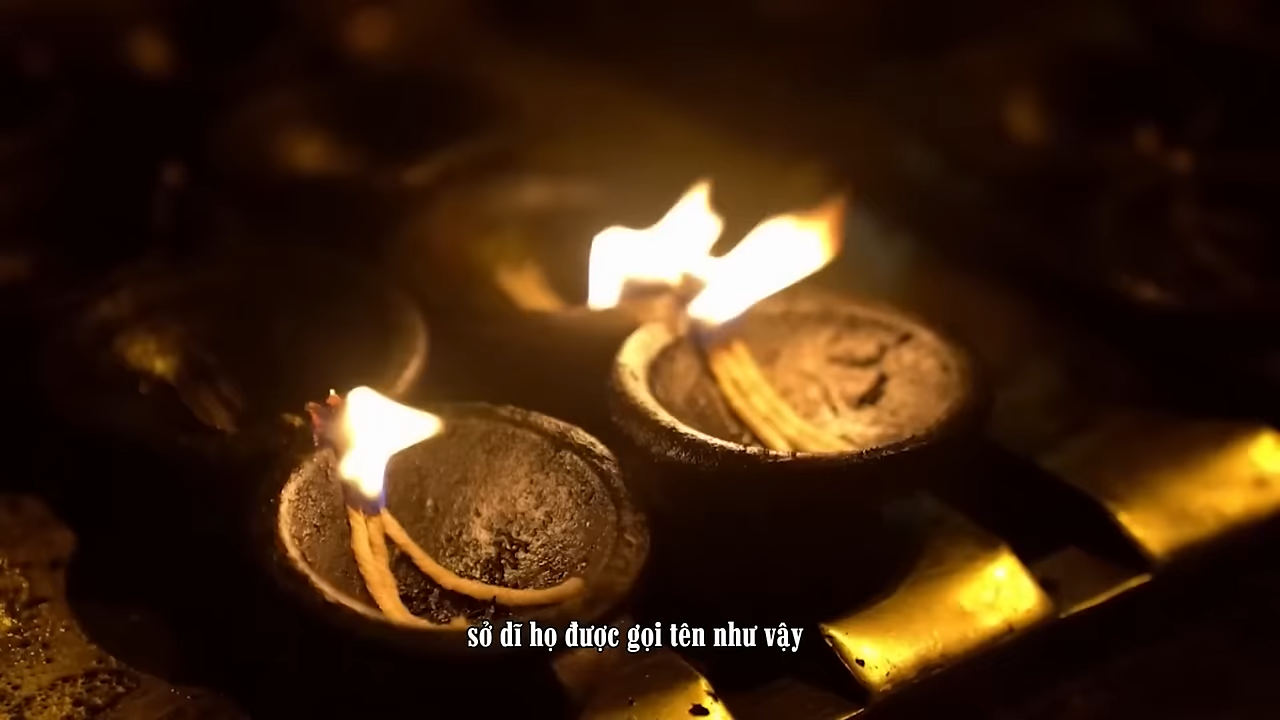 sở dĩ họ được gọi tên như vậy